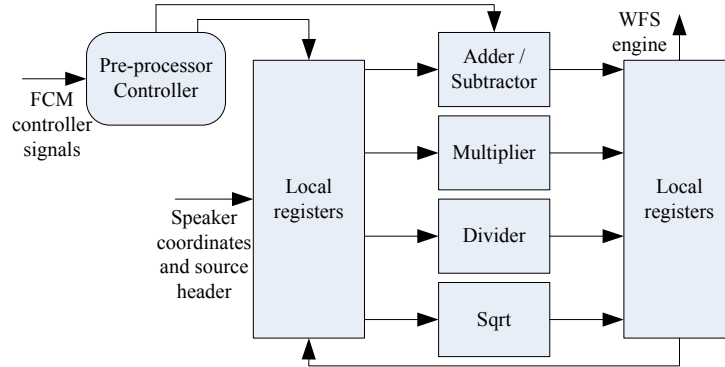 WFS
engine
Pre-processor
Controller
Adder /
Subtractor
FCM
controller
signals
Multiplier
Local
registers
Local
registers
Speaker
coordinates
and source
header
Divider
Sqrt